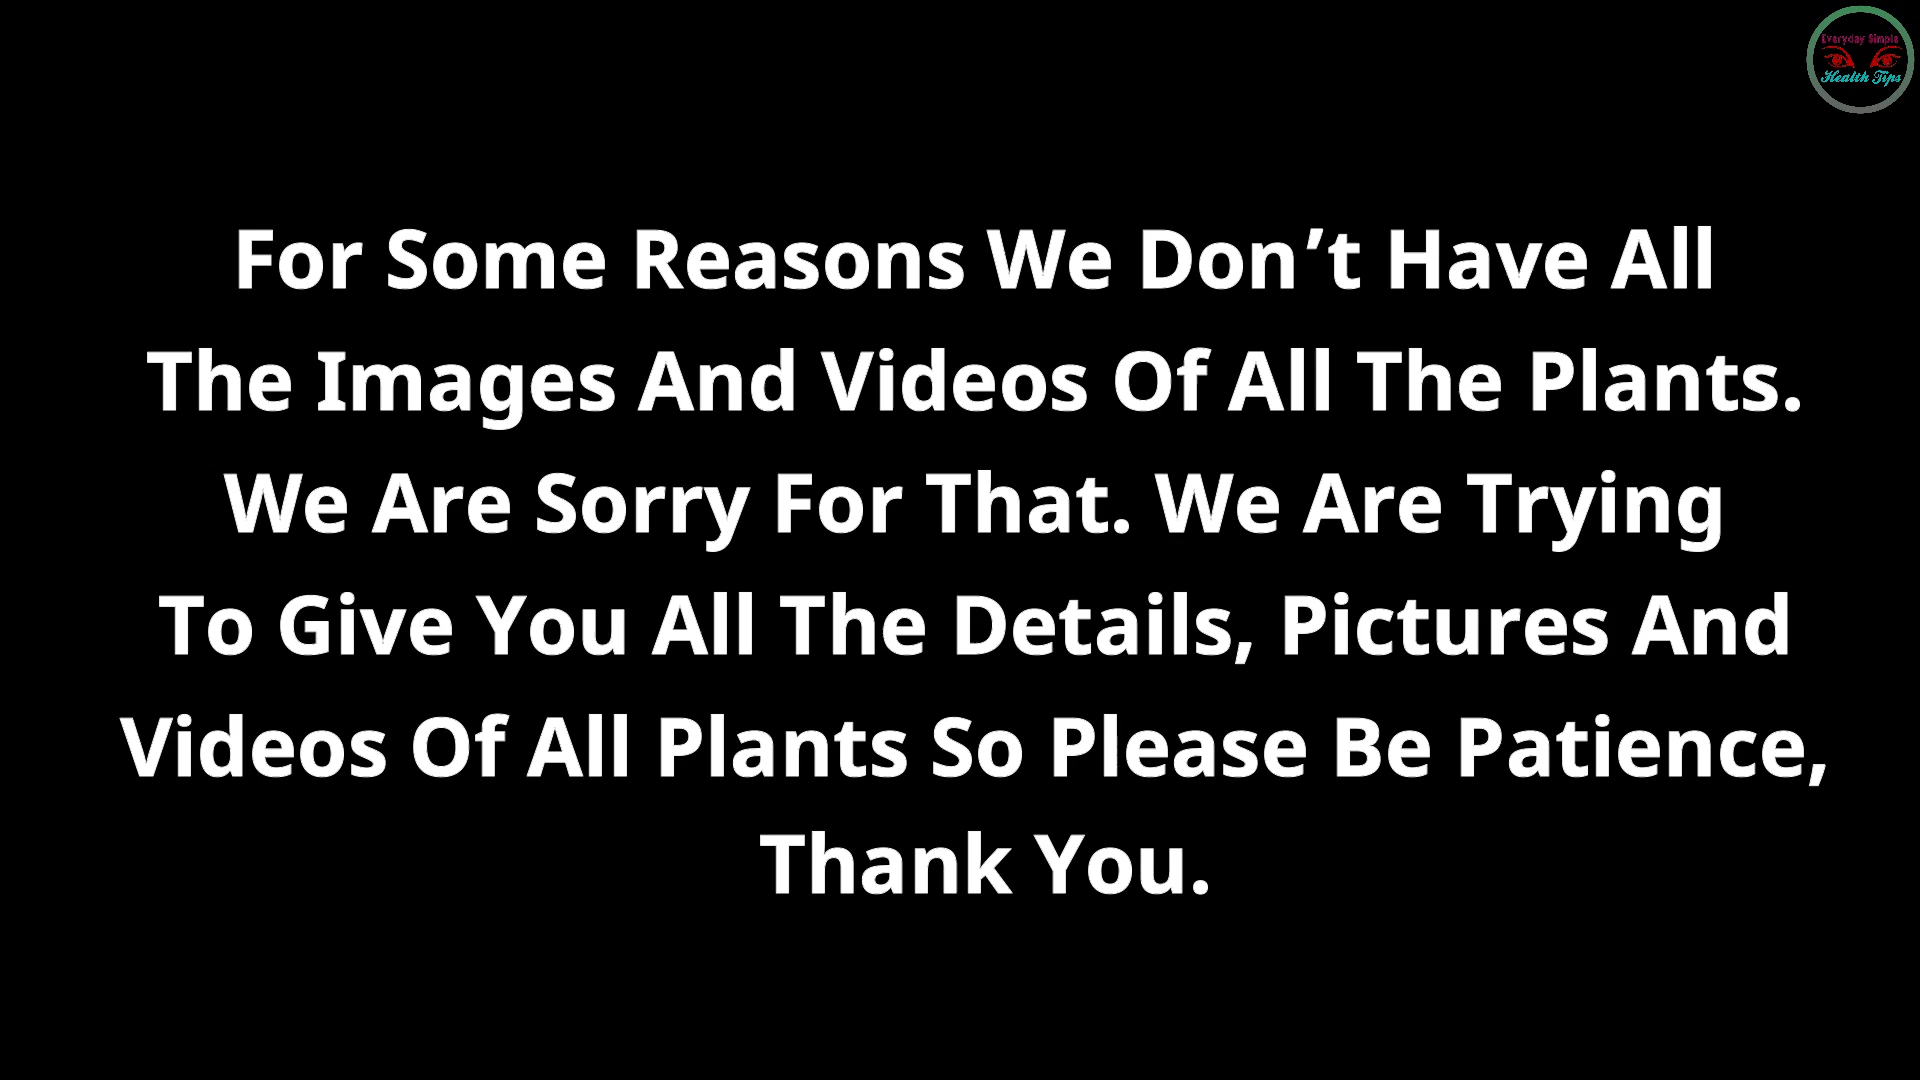 Everyday Simple
Health Tips
For Some Reasons We Don’t Have All
The Images And Videos Of All The Plants.
We Are Sorry For That. We Are Trying
To Give You All The Details, Pictures And
Videos Of All Plants So Please Be Patience,
Thank You.